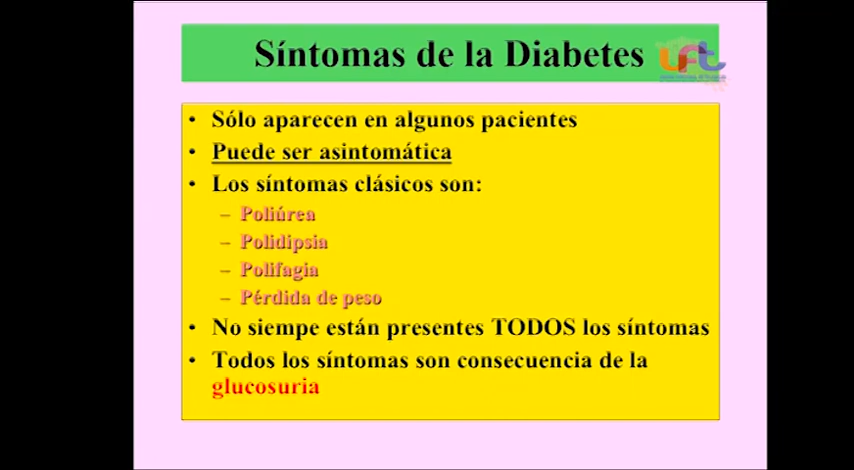 Síntomas de la Diabetes
uft
• Sólo aparecen en algunos pacientes
• Puede ser asintomática
• Los síntomas clásicos son:
– Poliúrea
– Polidipsia
– Polifagia
– Pérdida de peso
• No siempe están presentes TODOS los síntomas
• Todos los síntomas son consecuencia de la
glucosuria